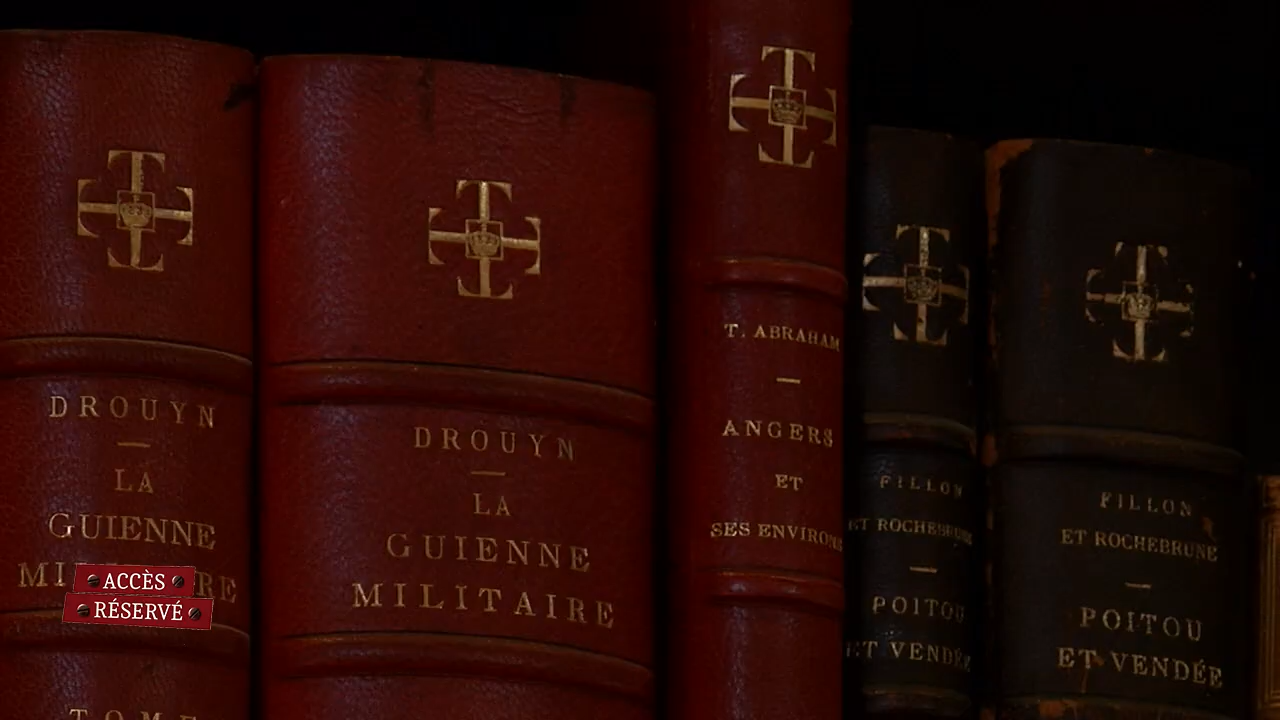 DROUYN
LA
GUIENNE
ACCÈS
RÉSERVÉ
TOME
DROUYN
LA
GUIENNE
MILITAIRE
T. ABRAHAM
ANGERS
ET
SES ENVIRONS
FILLON
ET ROCHEBRUNE
POITOU
ET VENDÉE
FILLON
ET ROCHEBRUNE
POITOU
ET VENDÉE